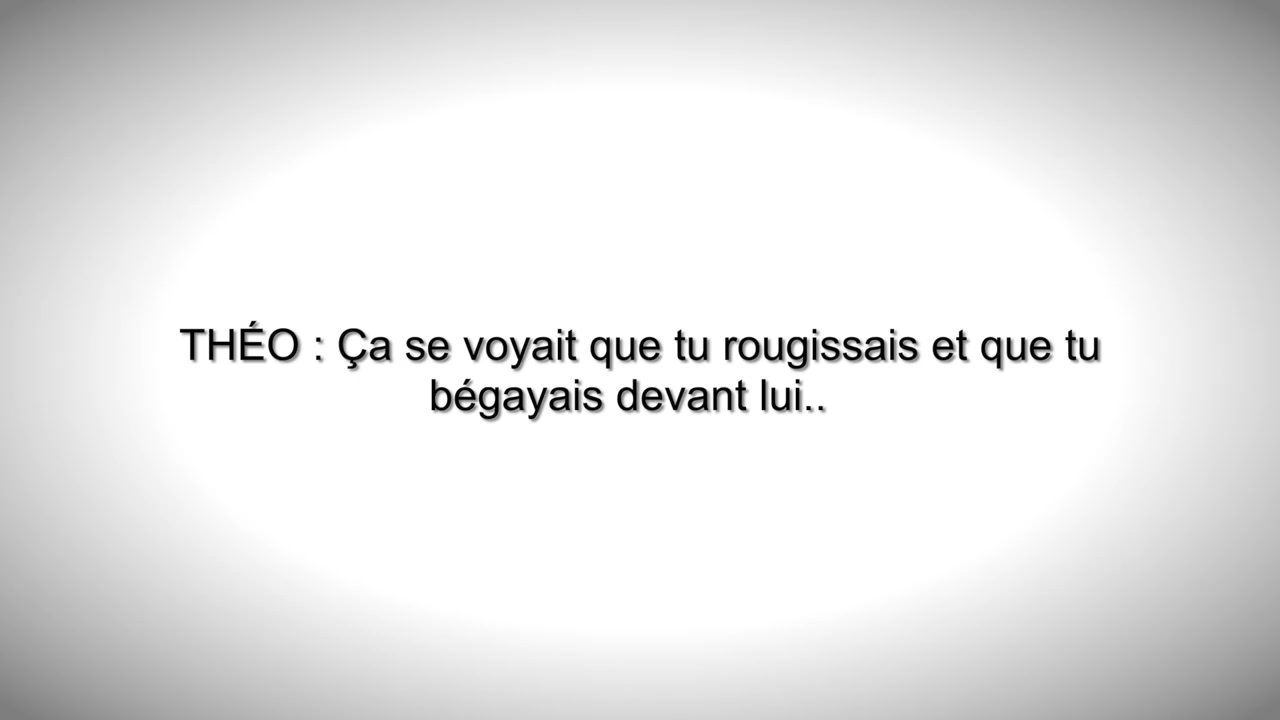 THÉO : Ça se voyait que tu rougissais et que tu
bégayais devant lui..